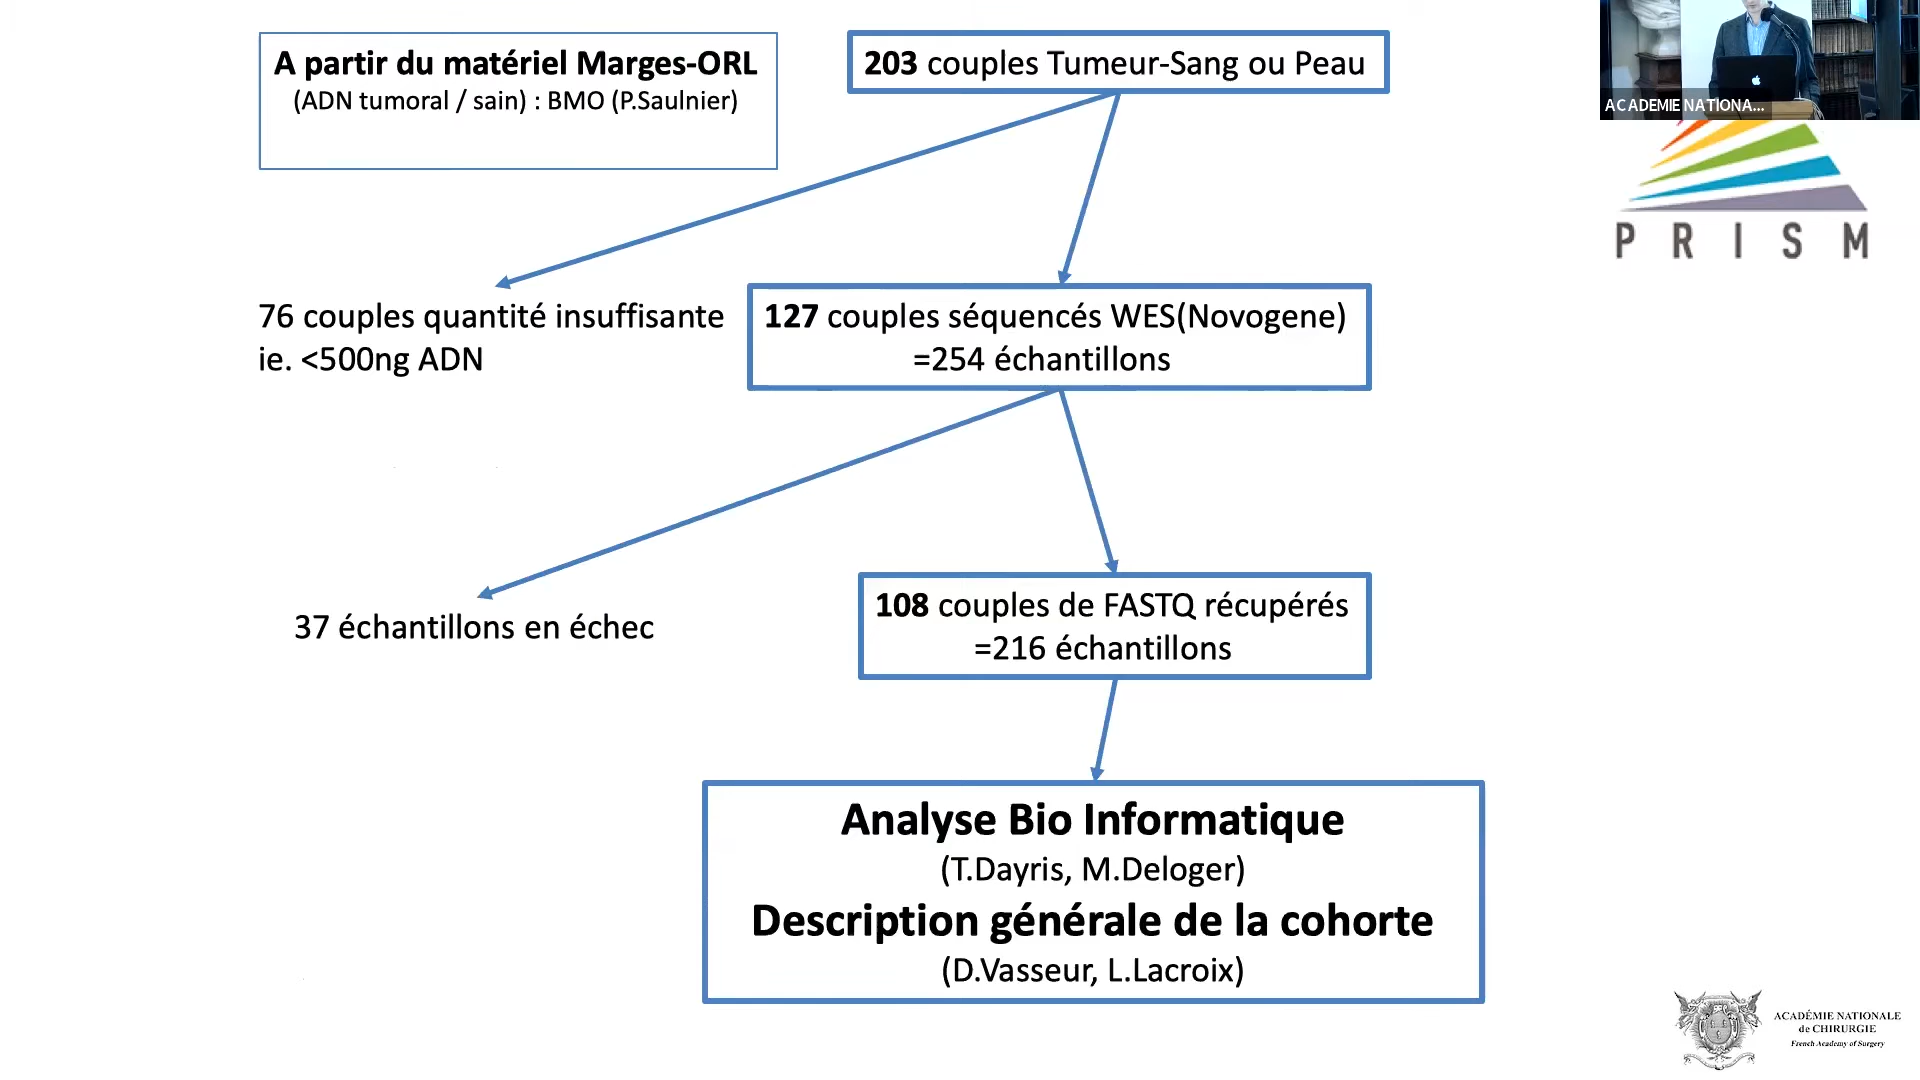 A partir du matériel Marges-ORL
(ADN tumoral / sain) : BMO (P.Saulnier)
203 couples Tumeur-Sang ou Peau
ACADEMIE NATIONA...
PRISM
76 couples quantité insuffisante
ie. <500ng ADN
127 couples séquencés WES(Novogene)
=254 échantillons
37 échantillons en échec
108 couples de FASTQ récupérés
=216 échantillons
Analyse Bio Informatique
(T.Dayris, M.Deloger)
Description générale de la cohorte
(D.Vasseur, L.Lacroix)
ACADÉMIE NATIONALE
de CHIRURGIE
French Academy of Surgery